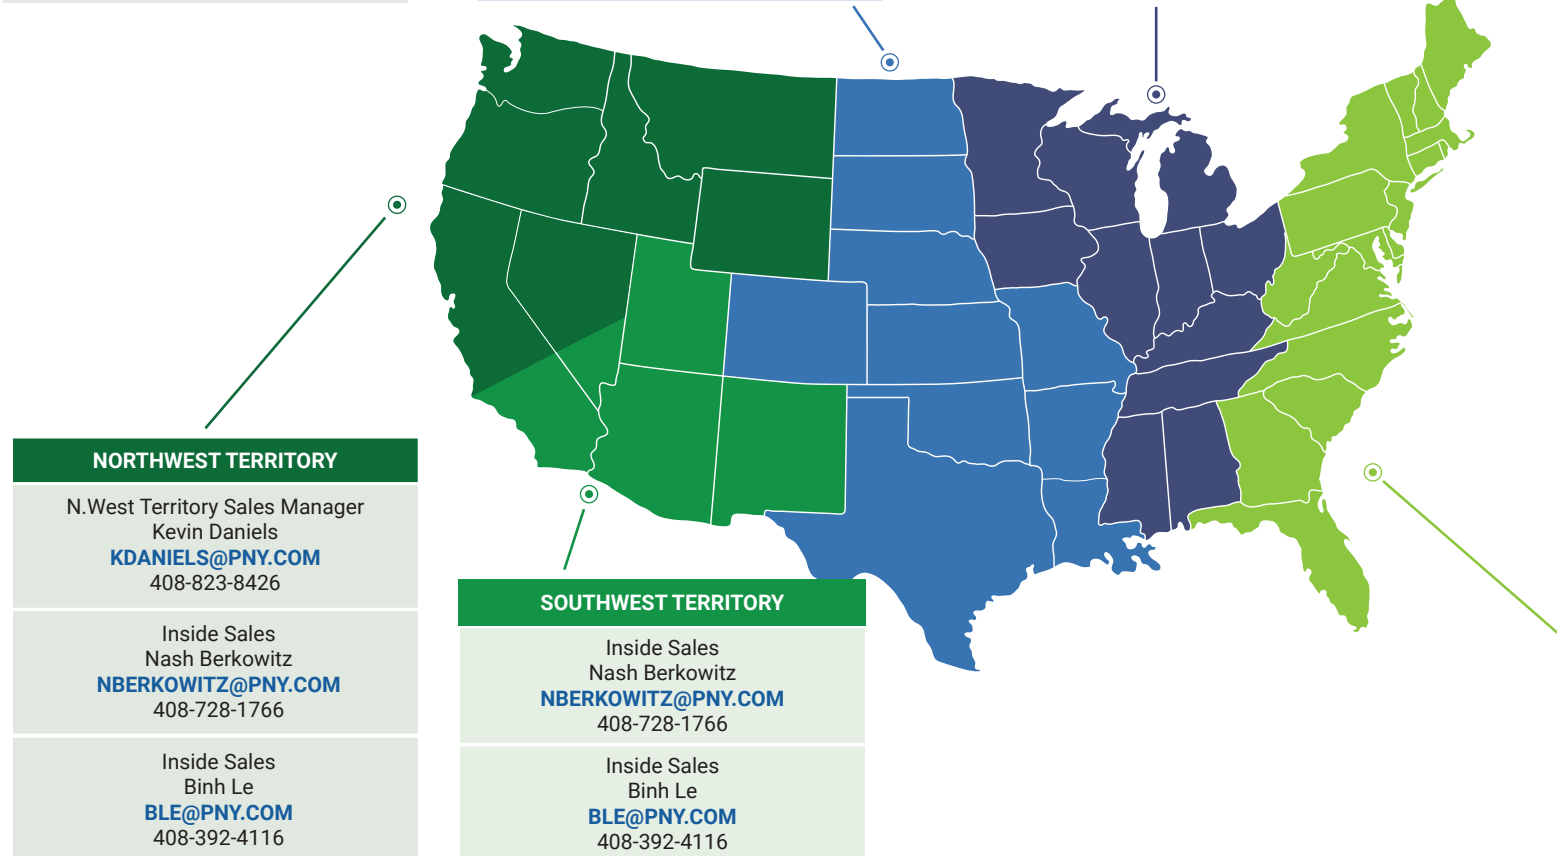 NORTHWEST TERRITORY
N.West Territory Sales Manager
Kevin Daniels
KDANIELS@PNY.COM
408-823-8426
Inside Sales
Nash Berkowitz
NBERKOWITZ@PNY.COM
408-728-1766
Inside Sales
Binh Le
BLE@PNY.COM
408-392-4116
SOUTHWEST TERRITORY
Inside Sales
Nash Berkowitz
NBERKOWITZ@PNY.COM
408-728-1766
Inside Sales
Binh Le
BLE@PNY.COM
408-392-4116